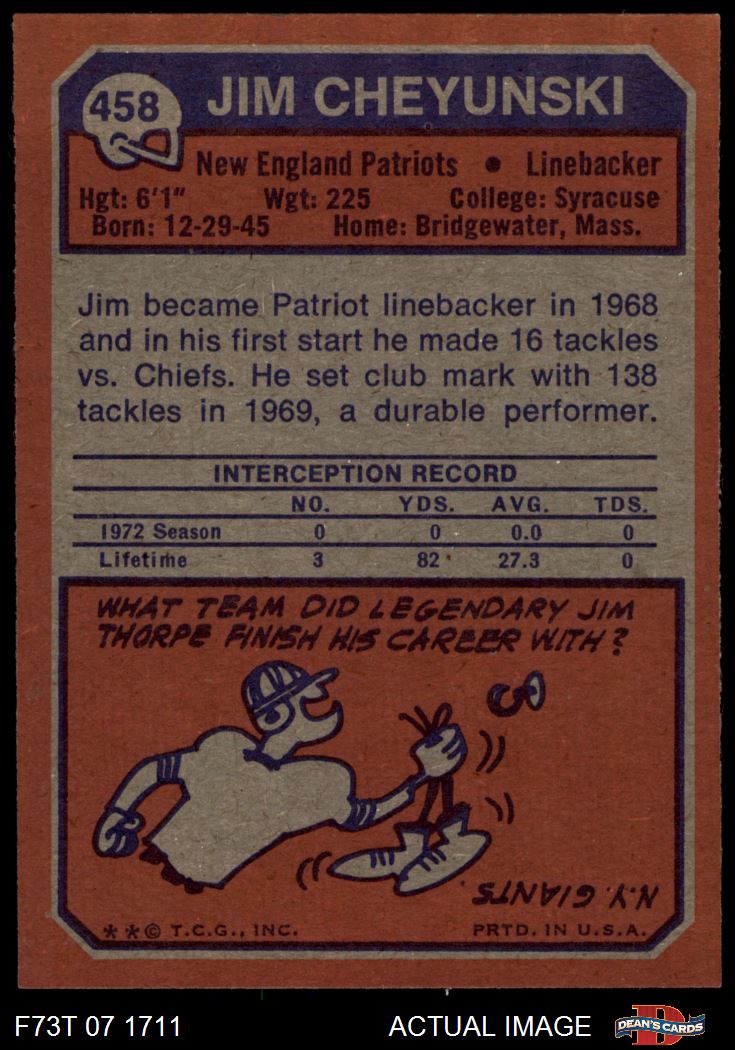 458
JIM CHEYUNSKI
New England Patriots • Linebacker
Hgt: 6'1" Wgt: 225 College: Syracuse
Born: 12-29-45 Home: Bridgewater, Mass.
Jim became Patriot linebacker in 1968
and in his first start he made 16 tackles
vs. Chiefs. He set club mark with 138
tackles in 1969, a durable performer.
INTERCEPTION RECORD
NO. YDS. AVG. TDS.
1972 Season 0 0 0.0 0
Lifetime 3 82 27.3 0
WHAT TEAM DID LEGENDARY JIM
THORPE FINISH HIS CAREER WITH?
N.Y. GIANTS
**© T.C.G., INC. PRTD. IN U.S.A.
F73T 07 1711 ACTUAL IMAGE D DEAN'S CARDS